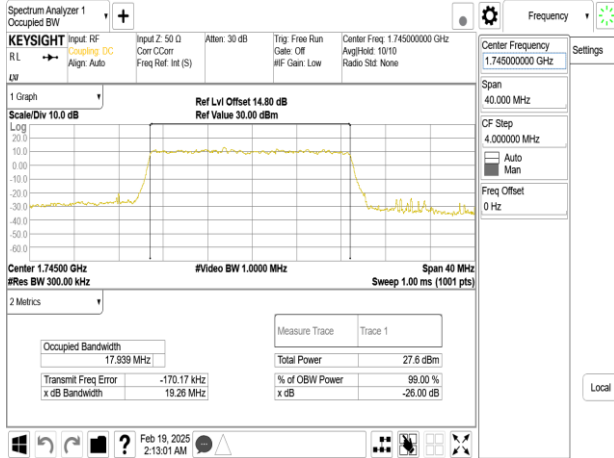 Spectrum Analyzer 1
Occupied BW
Frequency
KEYSIGHT
RL
LXI
Input: RF
Coupling: DC
Align: Auto
Input Z: 50 Ω
Corr CCorr
Freq Ref: Int (S)
Atten: 30 dB
Trig: Free Run
Gate: Off
#IF Gain: Low
Center Freq: 1.745000000 GHz
Avg|Hold: 10/10
Radio Std: None
Center Frequency
1.745000000 GHz
Settings
Span
40.000 MHz
CF Step
4.000000 MHz
Auto
Man
Freq Offset
0 Hz
Local
1 Graph
Scale/Div 10.0 dB
Ref Lvl Offset 14.80 dB
Ref Value 30.00 dBm
Log
20.0
10.0
0.00
-10.0
-20.0
-30.0
-40.0
-50.0
-60.0
Center 1.74500 GHz
#Video BW 1.0000 MHz
Span 40 MHz
#Res BW 300.00 kHz
Sweep 1.00 ms (1001 pts)
2 Metrics
Measure Trace
Trace 1
Occupied Bandwidth
17.939 MHz
Total Power
27.6 dBm
Transmit Freq Error
-170.17 kHz
% of OBW Power
99.00 %
x dB Bandwidth
19.26 MHz
x dB
-26.00 dB
Feb 19, 2025
2:13:01 AM